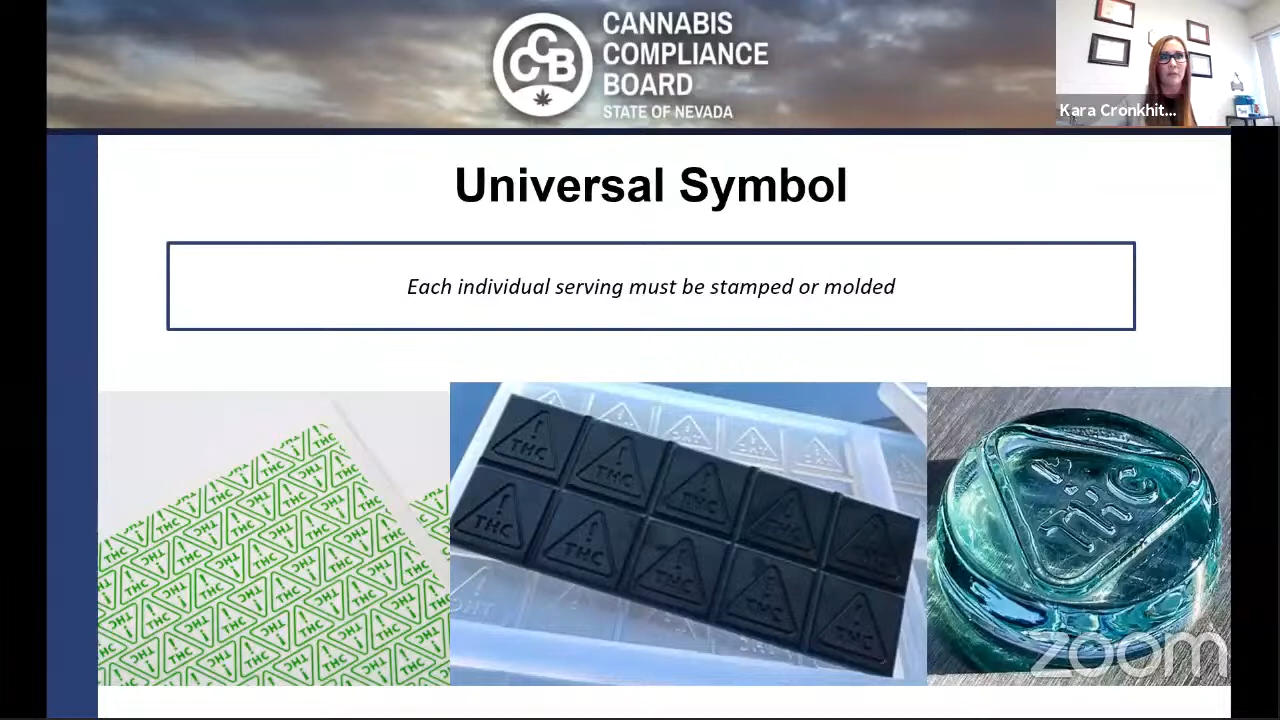 CCB
CANNABIS
COMPLIANCE
BOARD
STATE OF NEVADA
Kara Cronkhit...
Universal Symbol
Each individual serving must be stamped or molded
THC
THC
THC
zoom